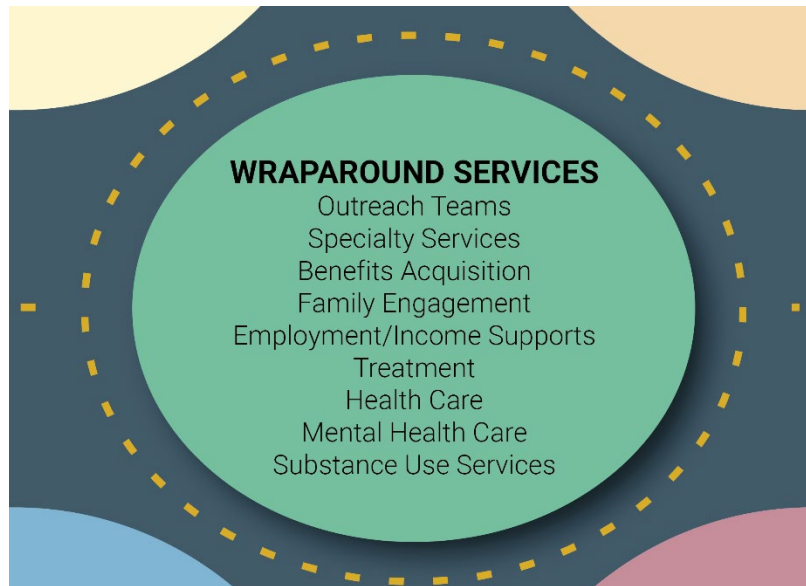 WRAPAROUND SERVICES
Outreach Teams
Specialty Services
Benefits Acquisition
Family Engagement
Employment/Income Supports
Treatment
Health Care
Mental Health Care
Substance Use Services